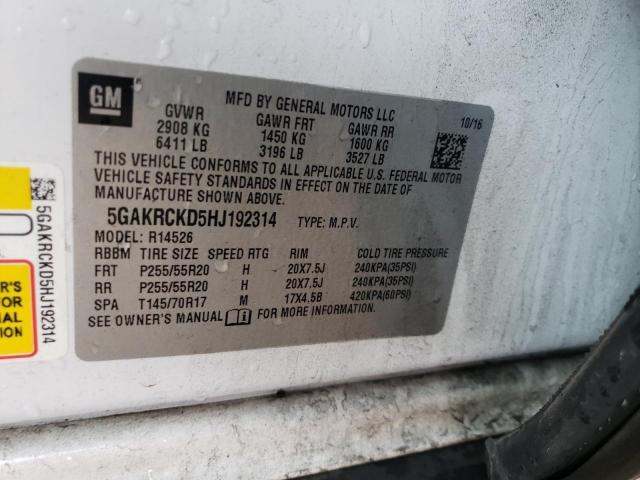 GM
MFD BY GENERAL MOTORS LLC
10/16
GVWR GAWR FRT GAWR RR
2908 KG 1450 KG 1600 KG
6411 LB 3196 LB 3527 LB
THIS VEHICLE CONFORMS TO ALL APPLICABLE U.S. FEDERAL MOTOR
VEHICLE SAFETY STANDARDS IN EFFECT ON THE DATE OF
MANUFACTURE SHOWN ABOVE.
5GAKRCKD5HJ192314 TYPE: M.P.V.
MODEL: R14526
RBBM TIRE SIZE SPEED RTG RIM COLD TIRE PRESSURE
FRT P255/55R20 H 20X7.5J 240KPA(35PSI)
RR P255/55R20 H 20X7.5J 240KPA(35PSI)
SPA T145/70R17 M 17X4.5B 420KPA(60PSI)
SEE OWNER'S MANUAL FOR MORE INFORMATION.
5GAKRCKD5HJ192314